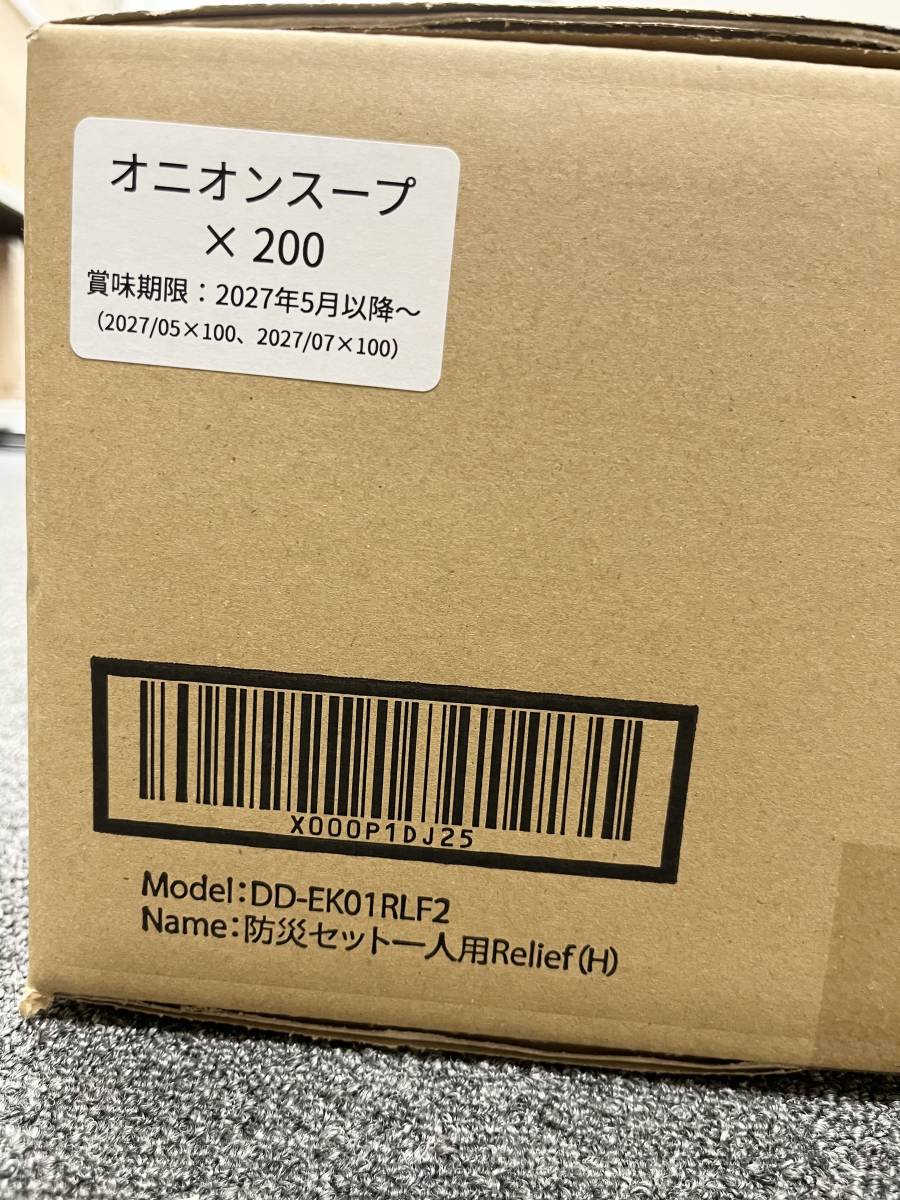 オニオンスープ
× 200
賞味期限：2027年5月以降～
（2027/05×100、2027/07×100）
X000P1DJ25
Model:DD-EK01RLF2
Name:防災セット一人用Relief(H)